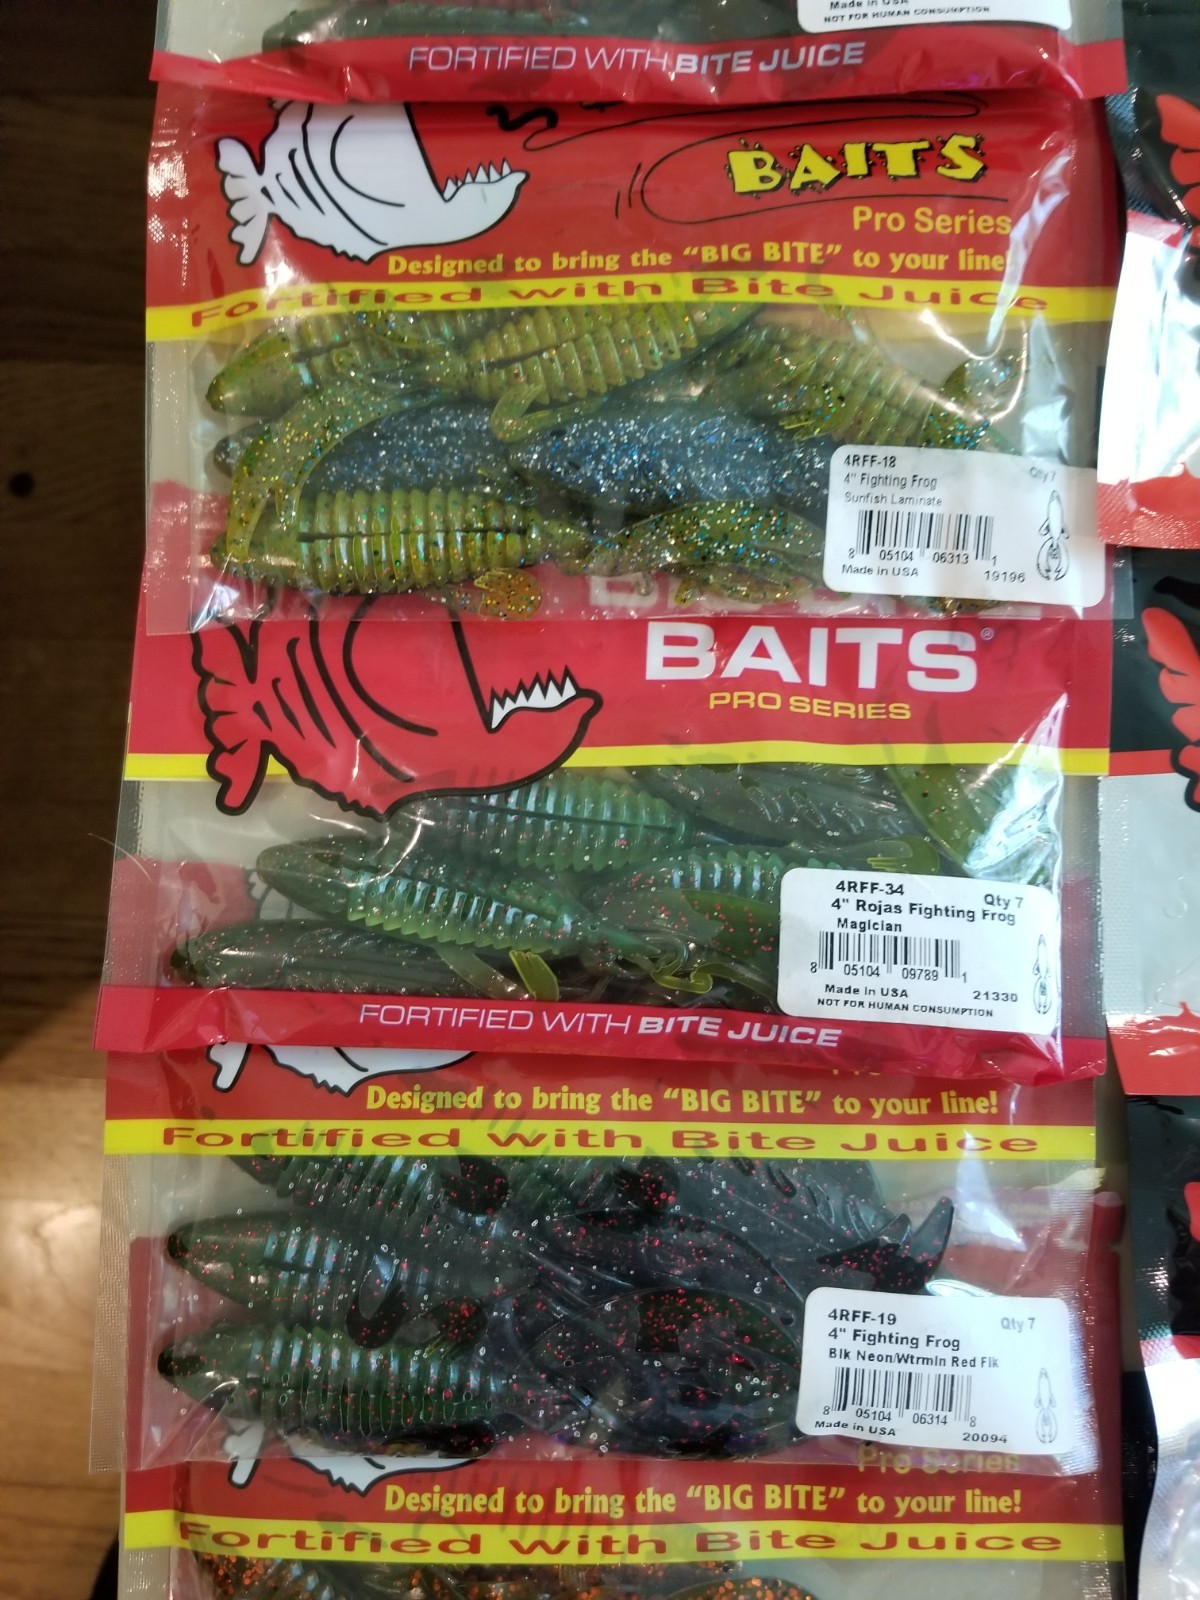 Made in USA
NOT FOR HUMAN CONSUMPTION
FORTIFIED WITH BITE JUICE
BAITS
Pro Series
Designed to bring the "BIG BITE" to your line!
Fortified with Bite Juice
4RFF-18
Qty 7
4" Fighting Frog
Sunfish Laminate
8 05104 06313 1
Made in USA 19196
BAITS®
PRO SERIES
4RFF-34
Qty 7
4" Rojas Fighting Frog
Magician
8 05104 09789 1
Made in USA 21330
NOT FOR HUMAN CONSUMPTION
FORTIFIED WITH BITE JUICE
Designed to bring the "BIG BITE" to your line!
Fortified with Bite Juice
4RFF-19
Qty 7
4" Fighting Frog
Blk Neon/Wtrmln Red Flk
8 05104 06314 8
Made in USA 20094
Pro Series
Designed to bring the "BIG BITE" to your line!
Fortified with Bite Juice